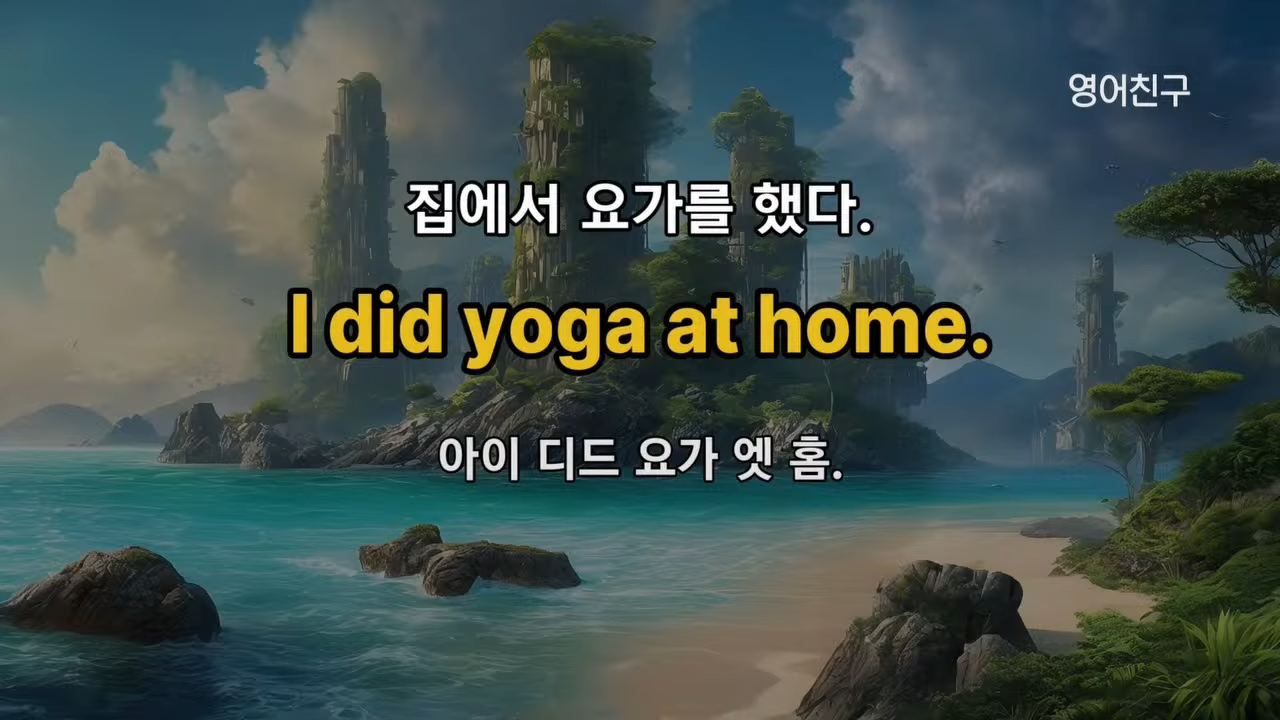 영어친구
집에서 요가를 했다.
I did yoga at home.
아이 디드 요가 엣 홈.